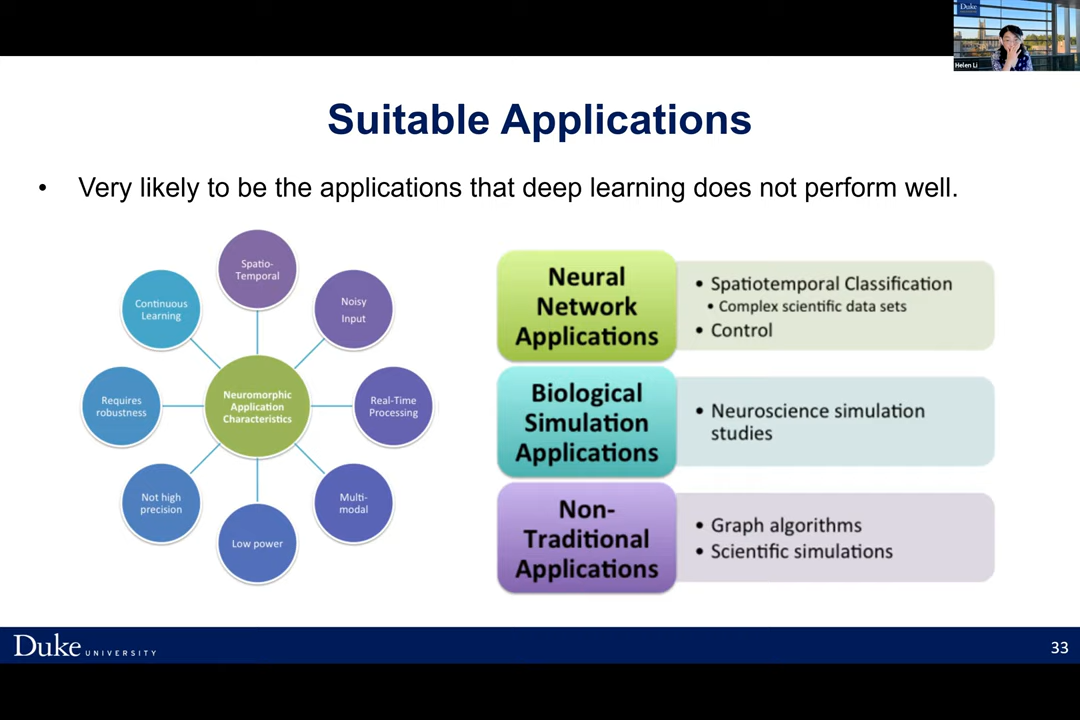 Duke
Helen Li
Suitable Applications
• Very likely to be the applications that deep learning does not perform well.
Spatio-
Temporal
Noisy
Input
Real-Time
Processing
Multi-
modal
Low power
Not high
precision
Requires
robustness
Continuous
Learning
Neuromorphic
Application
Characteristics
Neural
Network
Applications
• Spatiotemporal Classification
• Complex scientific data sets
• Control
Biological
Simulation
Applications
• Neuroscience simulation
studies
Non-
Traditional
Applications
• Graph algorithms
• Scientific simulations
Duke UNIVERSITY
33